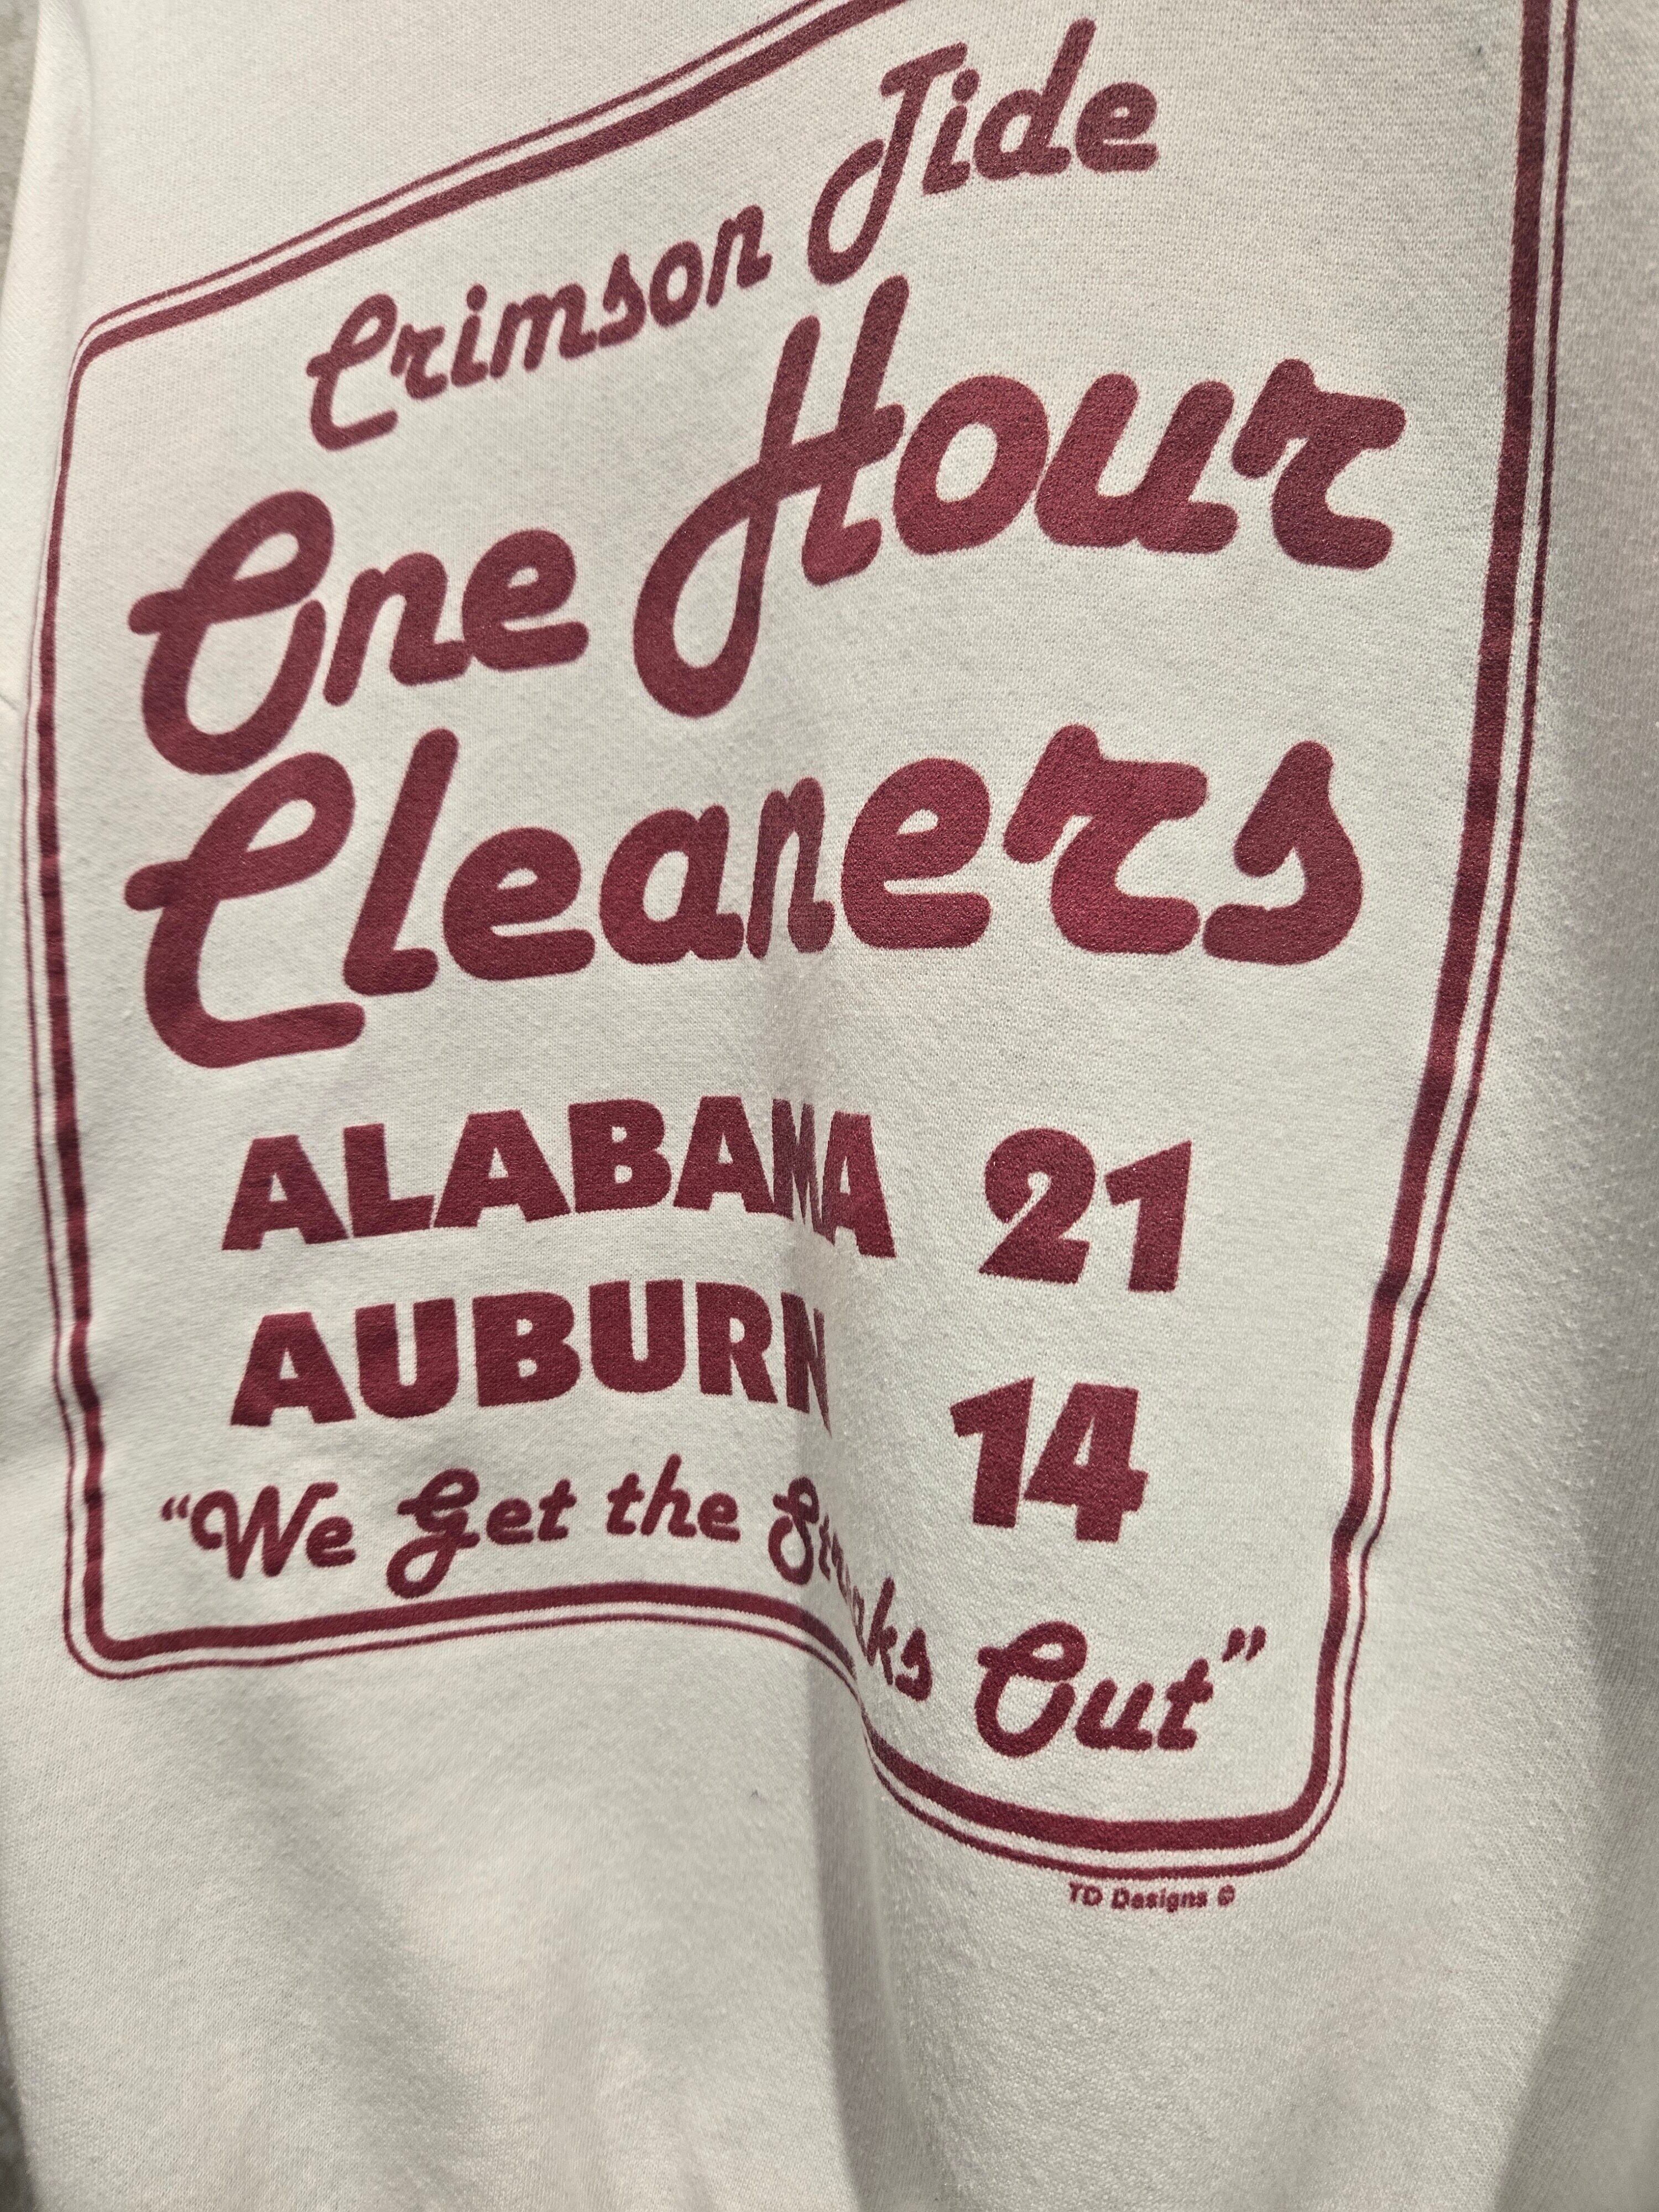 Crimson Tide
One Hour
Cleaners
ALABAMA 21
AUBURN 14
“We Get the Streaks Out”
TD Designs ©